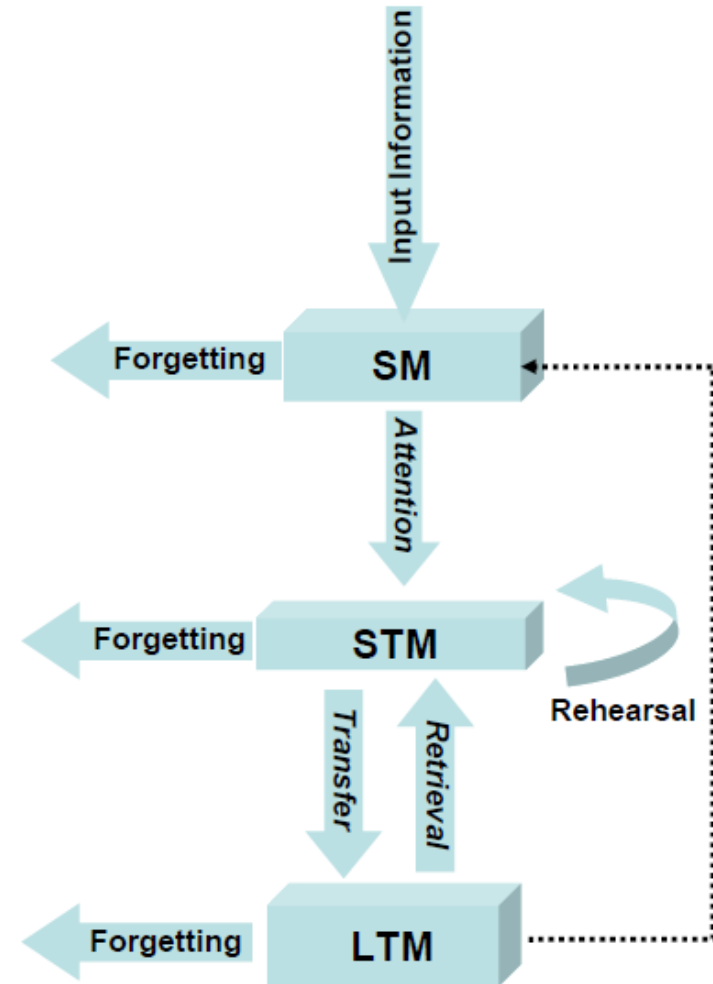 Input Information
Forgetting
SM
Attention
Forgetting
STM
Rehearsal
Transfer
Retrieval
Forgetting
LTM